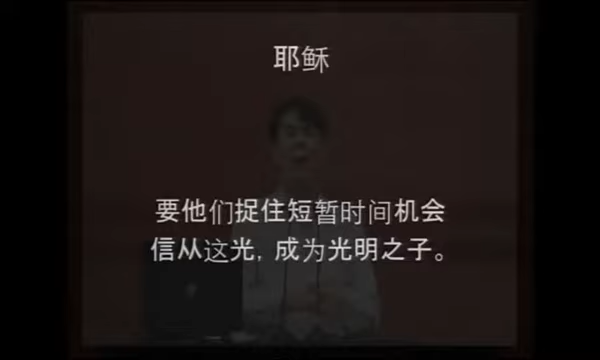 耶稣
要他们捉住短暂时间机会
信从这光，成为光明之子。